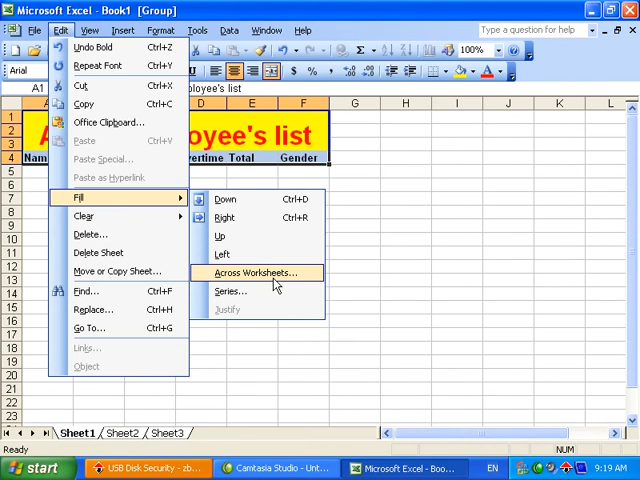 Microsoft Excel - Book1 [Group]
File Edit View Insert Format Tools Data Window Help
Type a question for help
Σ
100%
Arial
$ %
A1
ployee's list
A
D E F G H I J K L
1
2
3
4
5
6
7
8
9
10
11
12
13
14
15
16
17
18
19
20
21
22
23
A
oyee's list
Nam
vertime Total Gender
Undo Bold Ctrl+Z
Repeat Font Ctrl+Y
Cut Ctrl+X
Copy Ctrl+C
Office Clipboard...
Paste Ctrl+V
Paste Special...
Paste as Hyperlink
Fill
Clear
Delete...
Delete Sheet
Move or Copy Sheet...
Find... Ctrl+F
Replace... Ctrl+H
Go To... Ctrl+G
Links...
Object
Down Ctrl+D
Right Ctrl+R
Up
Left
Across Worksheets...
Series...
Justify
Sheet1 Sheet2 Sheet3
Ready
NUM
start
USB Disk Security - zb...
Camtasia Studio - Unt...
Microsoft Excel - Boo...
EN
9:19 AM